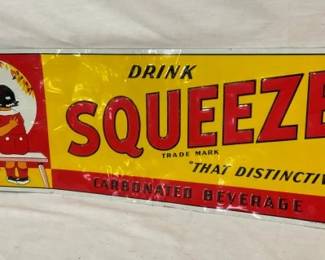 DRINK
SQUEEZE
TRADE MARK
"THAT DISTINCTIV
CARBONATED BEVERAGE